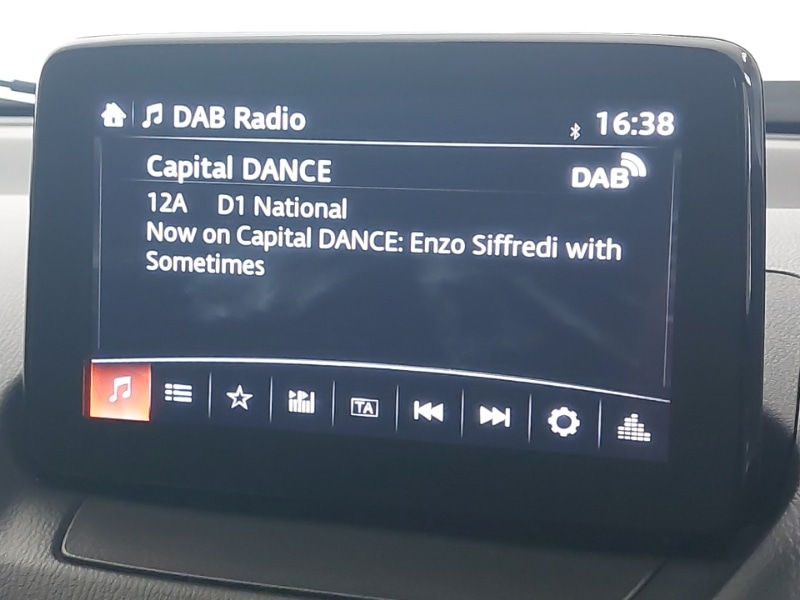 DAB Radio
16:38
Capital DANCE
DAB
12A D1 National
Now on Capital DANCE: Enzo Siffredi with
Sometimes
TA